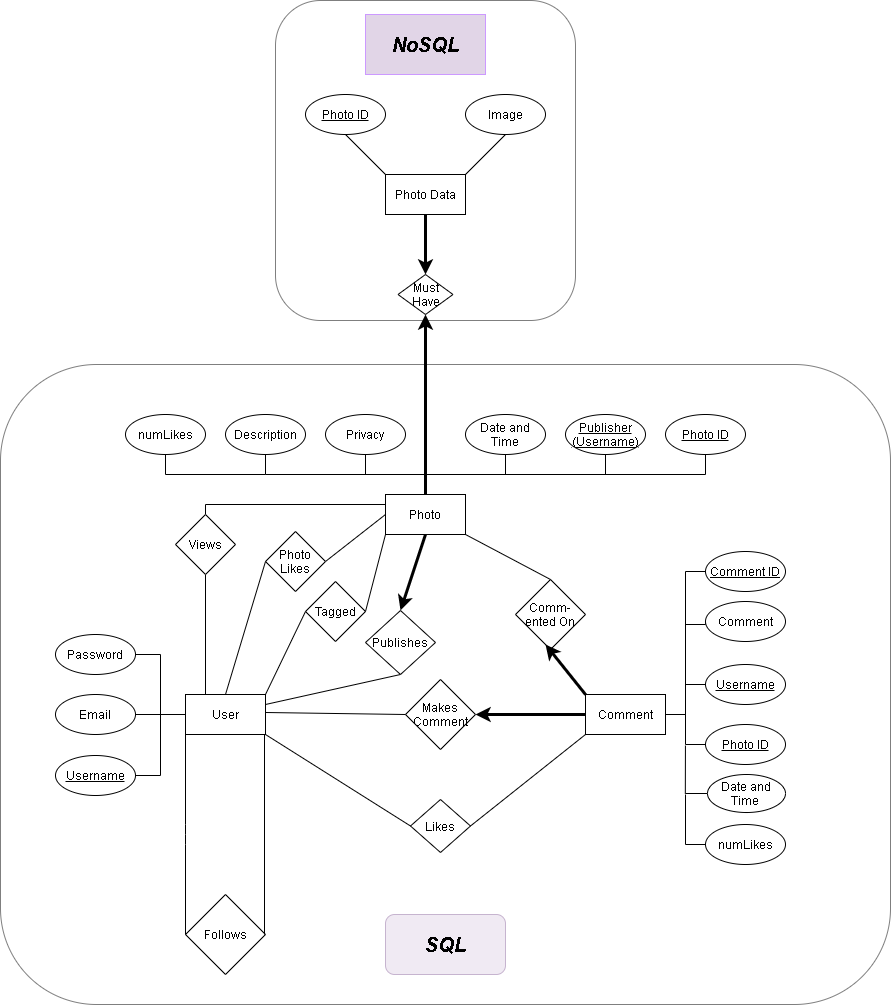 NoSQL
Photo ID
Image
Photo Data
Must
Have
numLikes
Description
Privacy
Date and
Time
Publisher
(Username)
Photo ID
Photo
Views
Photo
Likes
Tagged
Publishes
Comm-
ented On
Comment ID
Comment
Username
Photo ID
Date and
Time
numLikes
Password
Email
Username
User
Makes
Comment
Comment
Likes
Follows
SQL